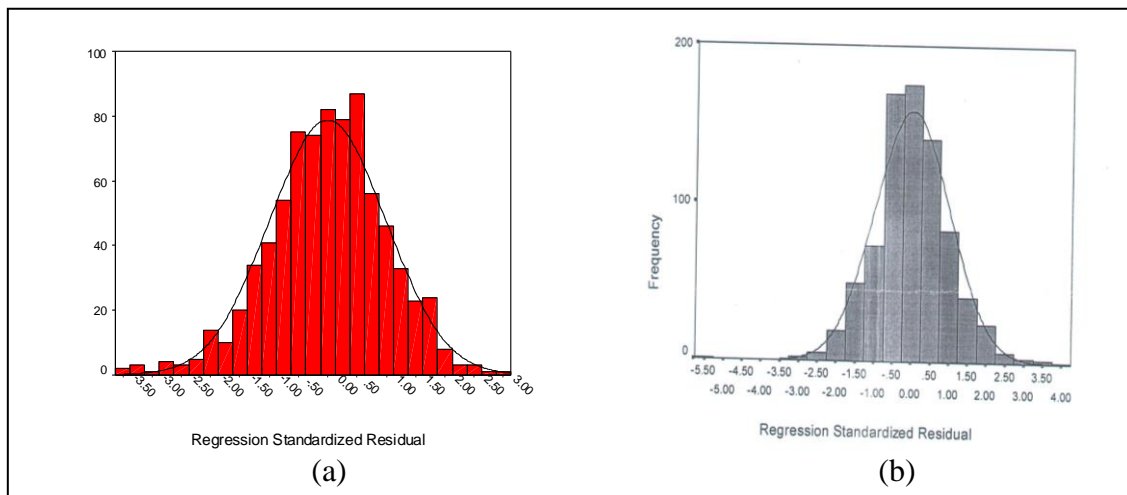 100
80
60
40
20
0
-3.50 -3.00 -2.50 -2.00 -1.50 -1.00 -.50 0.00 .50 1.00 1.50 2.00 2.50 3.00
Regression Standardized Residual
(a)
200
100
0
Frequency
-5.50 -4.50 -3.50 -2.50 -1.50 -.50 .50 1.50 2.50 3.50
-5.00 -4.00 -3.00 -2.00 -1.00 0.00 1.00 2.00 3.00 4.00
Regression Standardized Residual
(b)